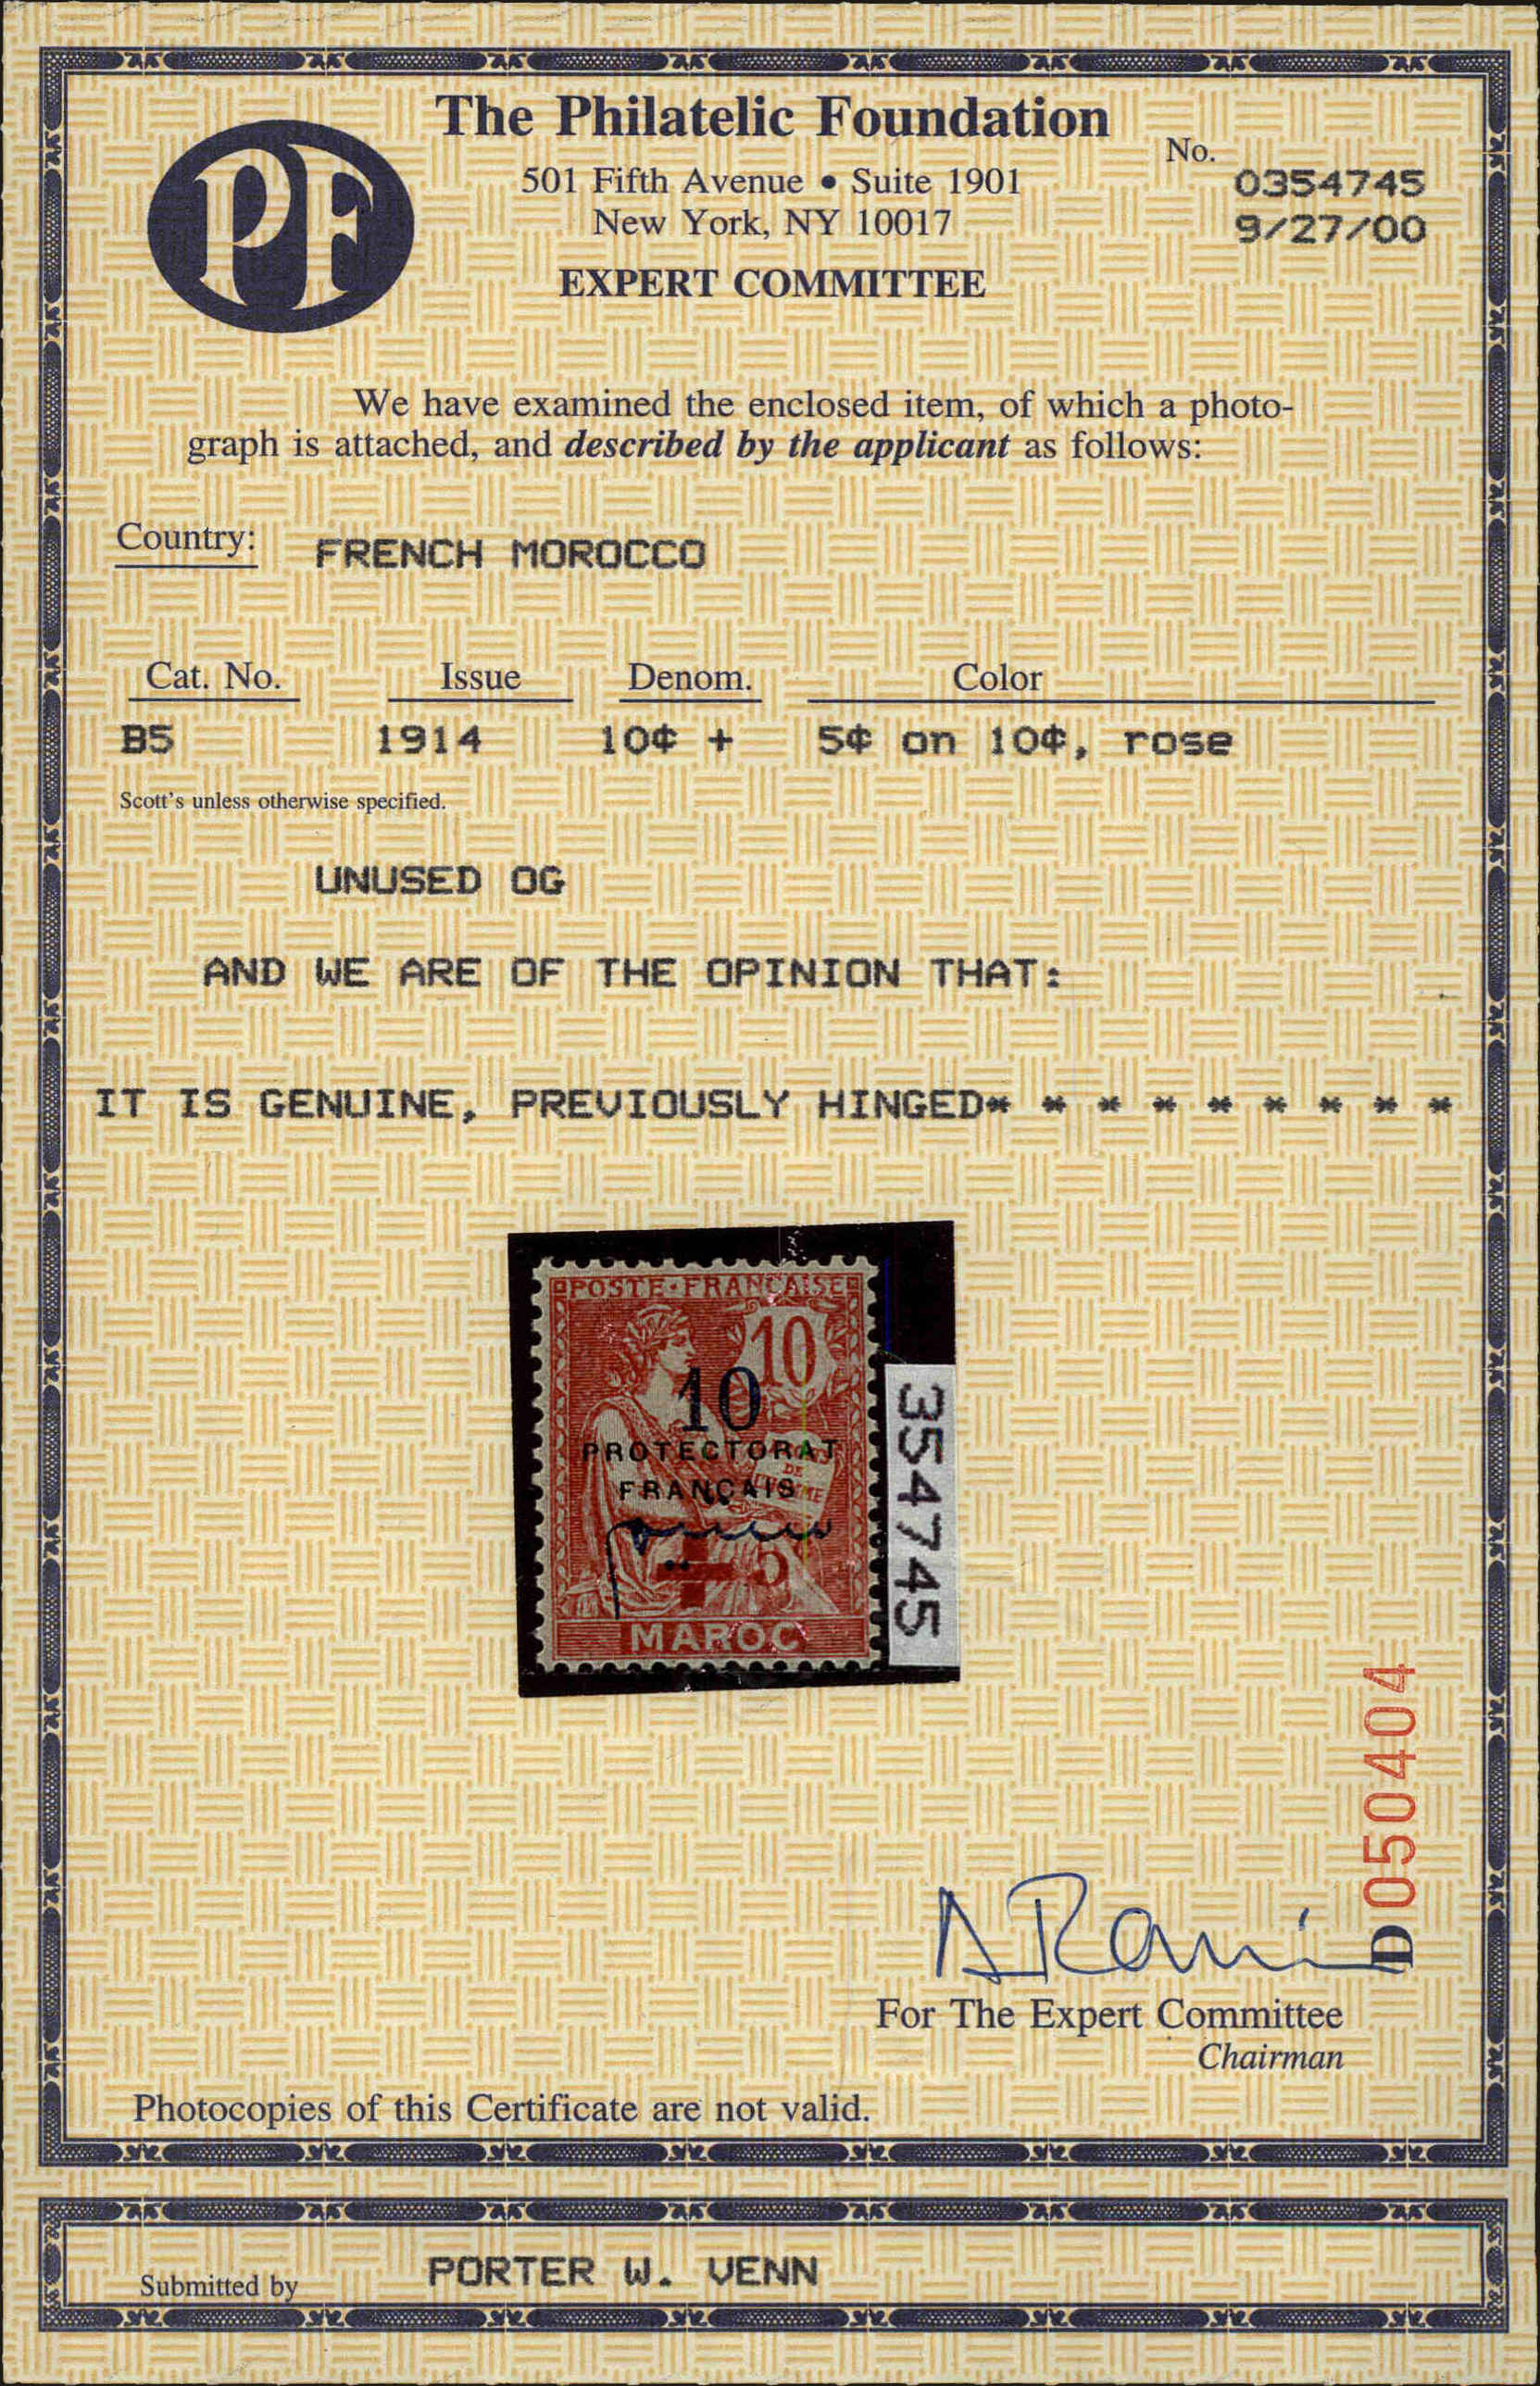 PF
The Philatelic Foundation
501 Fifth Avenue • Suite 1901
New York, NY 10017
EXPERT COMMITTEE
No.
0354745
9/27/00
We have examined the enclosed item, of which a photo-
graph is attached, and described by the applicant as follows:
Country: FRENCH MOROCCO
Cat. No. Issue Denom. Color
B5 1914 10¢ + 5¢ on 10¢, rose
Scott's unless otherwise specified.
UNUSED OG
AND WE ARE OF THE OPINION THAT:
IT IS GENUINE, PREVIOUSLY HINGED* * * * * * * * *
POSTE·FRANÇAISE
10
10
PROTECTORAT
FRANÇAIS
DE
+ 5c
MAROC
354745
D050404
For The Expert Committee
Chairman
Photocopies of this Certificate are not valid.
Submitted by PORTER W. VENN